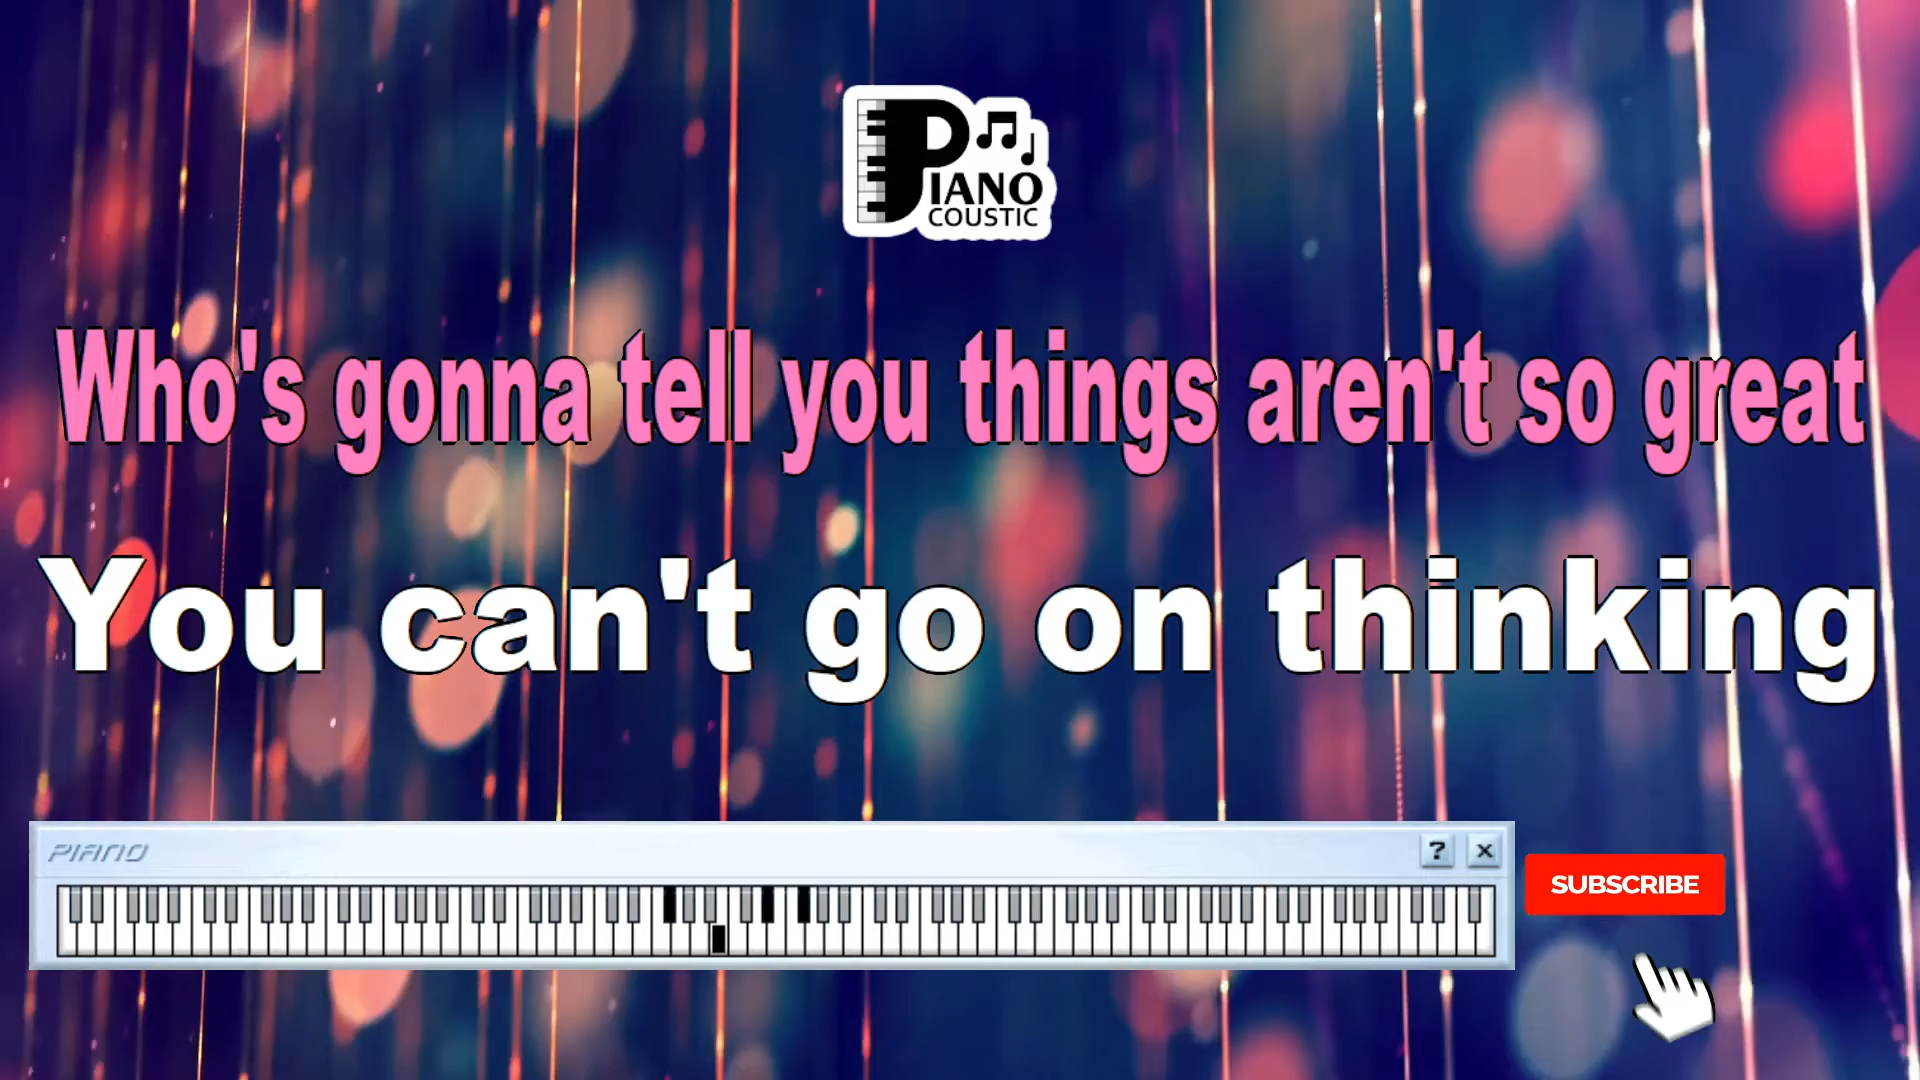 PIANO
COUSTIC
Who's gonna tell you things aren't so great
You can't go on thinking
PIANO
? ×
SUBSCRIBE